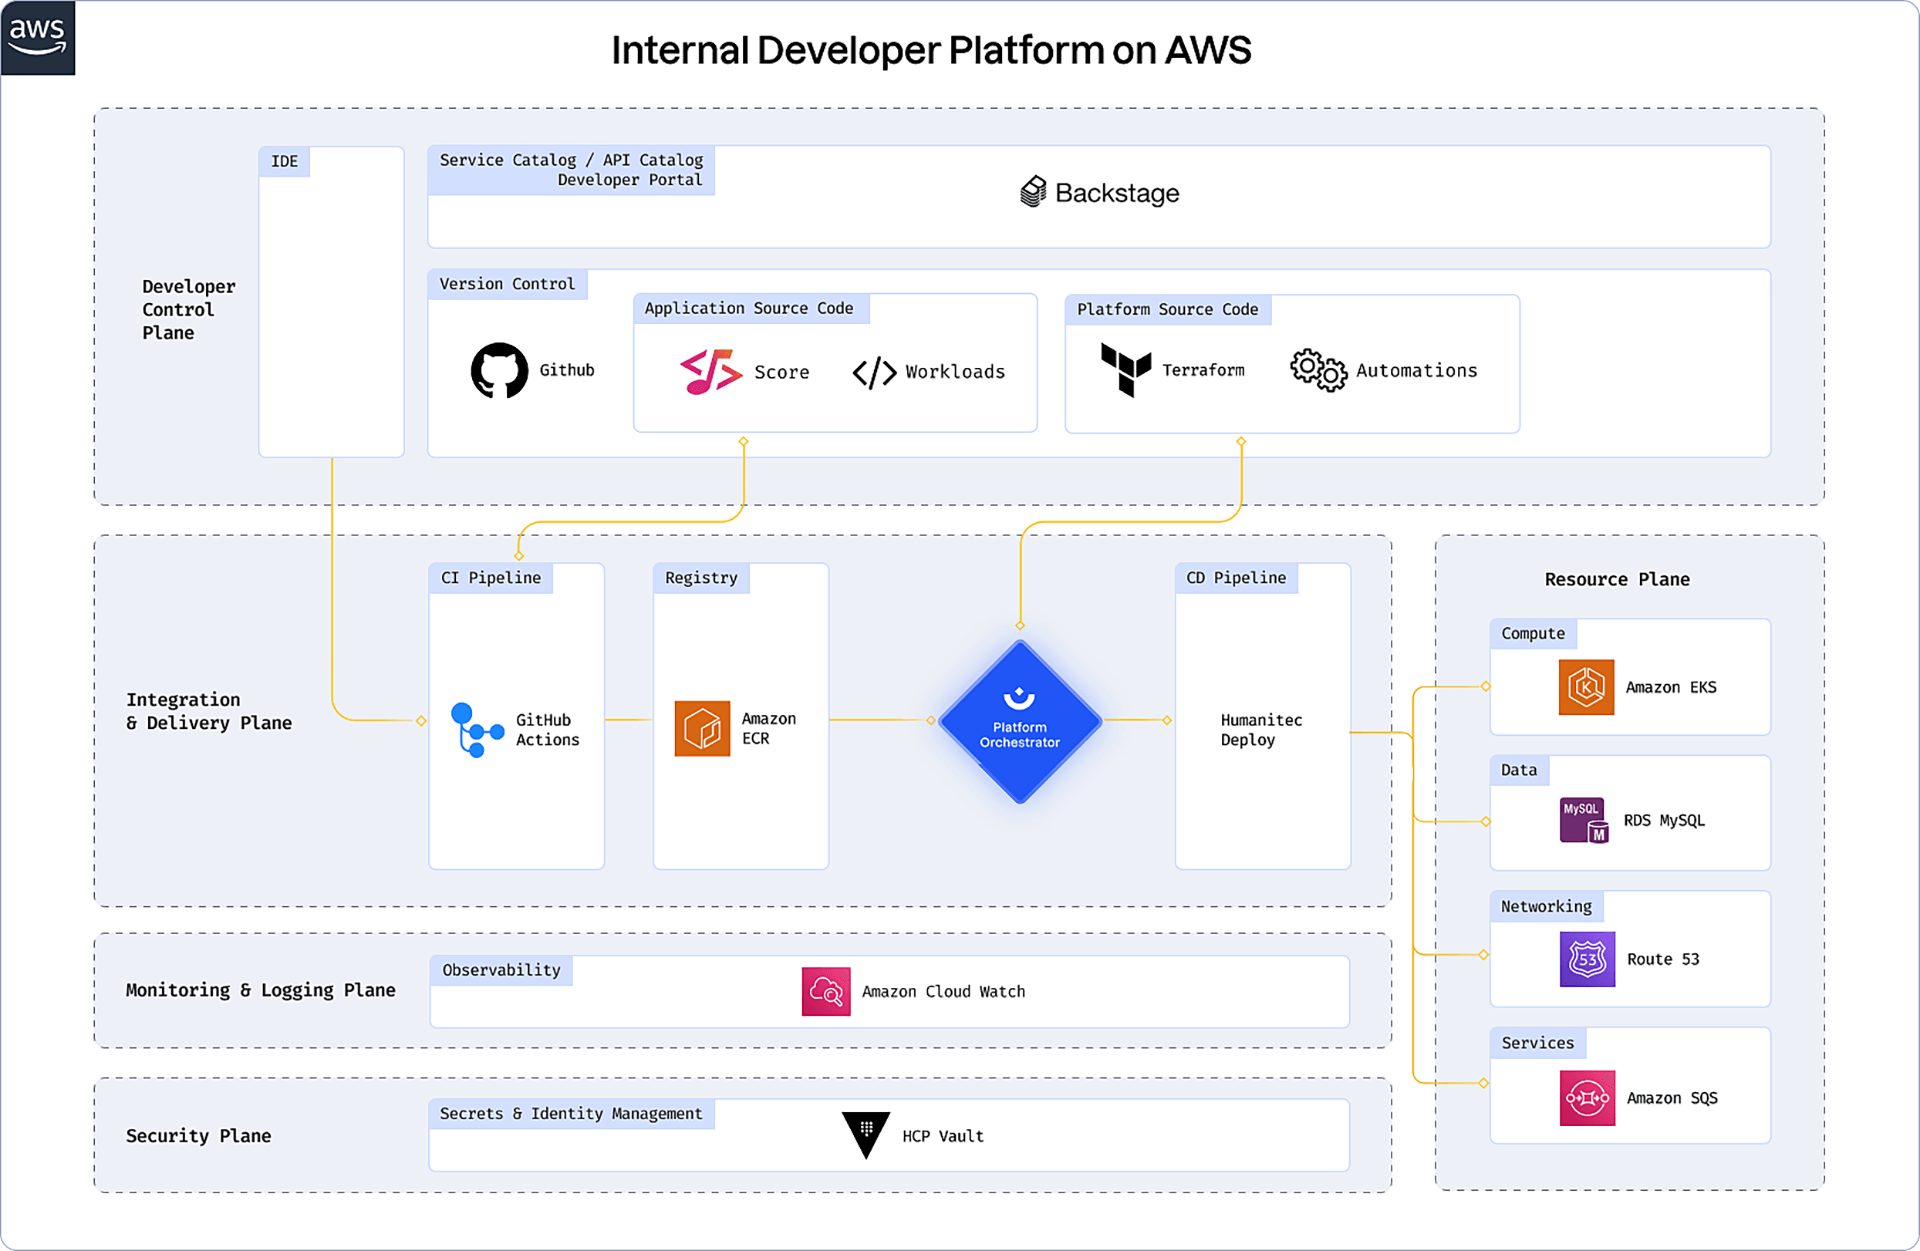 aws
Internal Developer Platform on AWS
Developer
Control
Plane
IDE
Service Catalog / API Catalog
Developer Portal
Backstage
Version Control
Github
Application Source Code
Score
Workloads
Platform Source Code
Terraform
Automations
Integration
& Delivery Plane
CI Pipeline
GitHub
Actions
Registry
Amazon
ECR
Platform
Orchestrator
CD Pipeline
Humanitec
Deploy
Resource Plane
Compute
K
Amazon EKS
Data
MySQL
M
RDS MySQL
Networking
53
Route 53
Services
Amazon SQS
Monitoring & Logging Plane
Observability
Amazon Cloud Watch
Security Plane
Secrets & Identity Management
HCP Vault